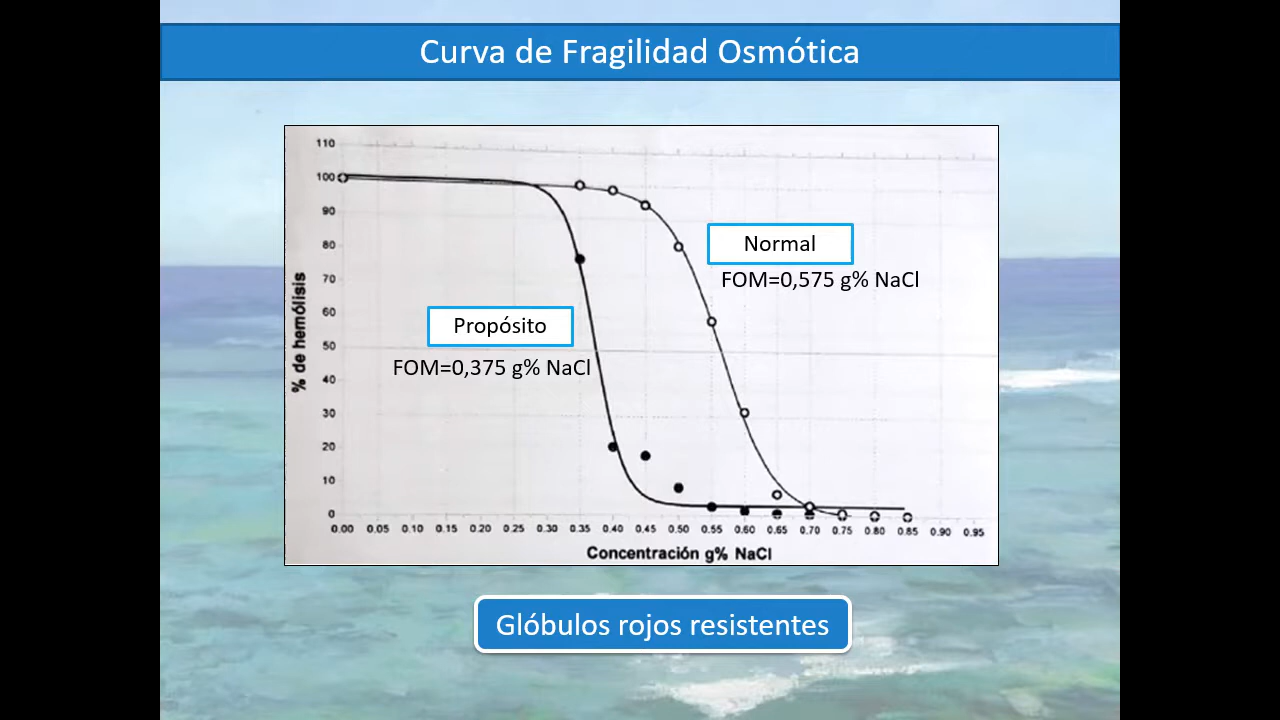 Curva de Fragilidad Osmótica
110
100
90
80
70
60
50
40
30
20
10
0
% de hemólisis
Normal
FOM=0,575 g% NaCl
Propósito
FOM=0,375 g% NaCl
0.00 0.05 0.10 0.15 0.20 0.25 0.30 0.35 0.40 0.45 0.50 0.55 0.60 0.65 0.70 0.75 0.80 0.85 0.90 0.95
Concentración g% NaCl
Glóbulos rojos resistentes